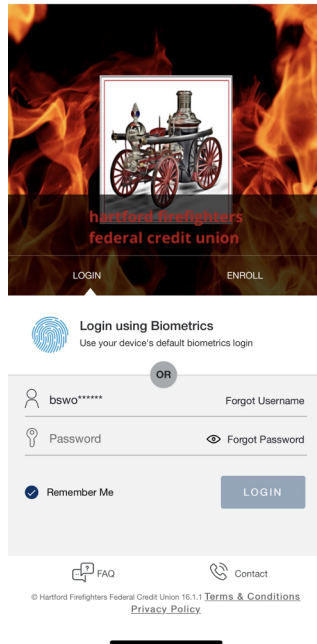 hartford firefighters
federal credit union
LOGIN
ENROLL
Login using Biometrics
Use your device's default biometrics login
OR
bswo****** Forgot Username
Password Forgot Password
Remember Me LOGIN
? FAQ Contact
© Hartford Firefighters Federal Credit Union 16.1.1 Terms & Conditions
Privacy Policy